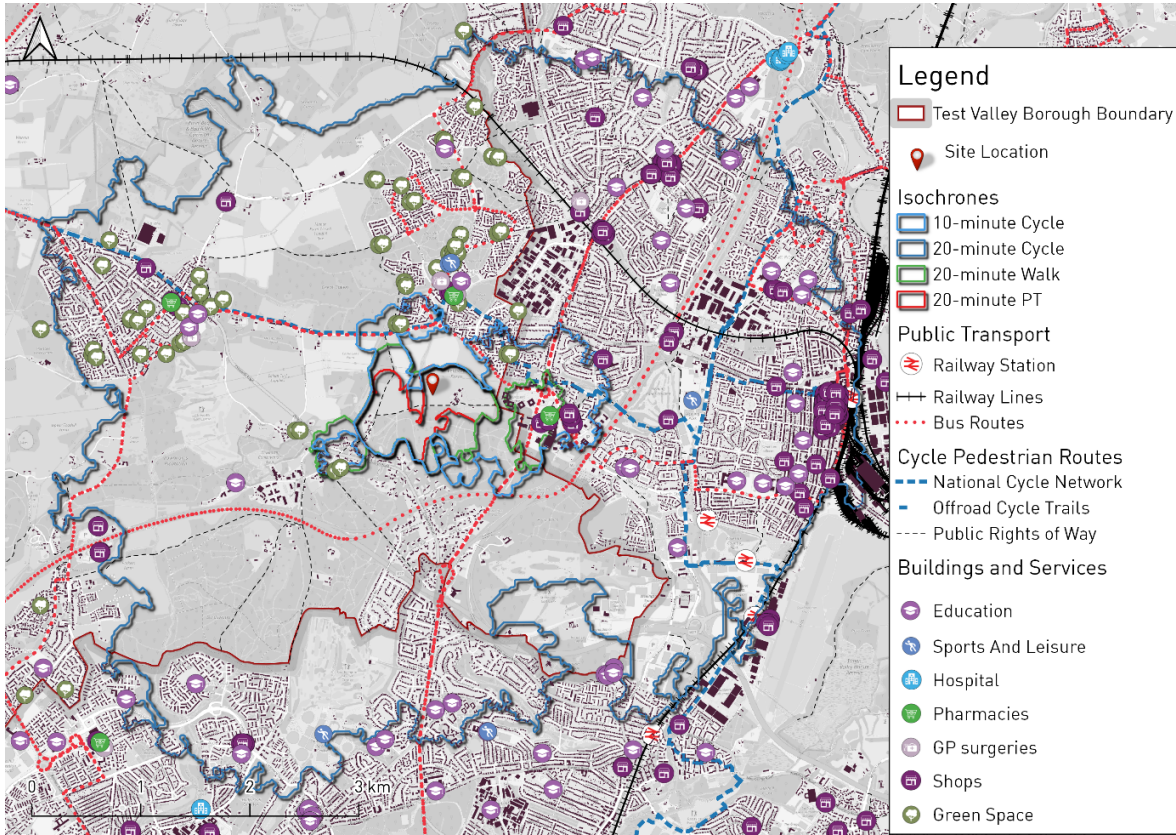 Legend
Test Valley Borough Boundary
Site Location
Isochrones
10-minute Cycle
20-minute Cycle
20-minute Walk
20-minute PT
Public Transport
Railway Station
Railway Lines
Bus Routes
Cycle Pedestrian Routes
National Cycle Network
Offroad Cycle Trails
Public Rights of Way
Buildings and Services
Education
Sports And Leisure
Hospital
Pharmacies
GP surgeries
Shops
Green Space
0 1 2 3 km